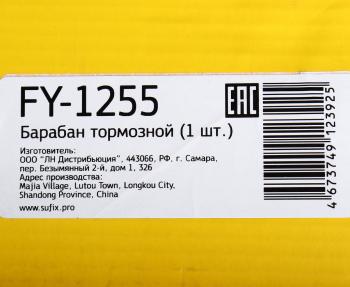 FY-1255
EAC
Барабан тормозной (1 шт.)
Изготовитель:
ООО "ЛН Дистрибьюция", 443066, РФ, г. Самара,
пер. Безымянный 2-й, дом 1, 326
Адрес производства:
Majia Village, Lutou Town, Longkou City,
Shandong Province, China
www.sufix.pro
4673749123925